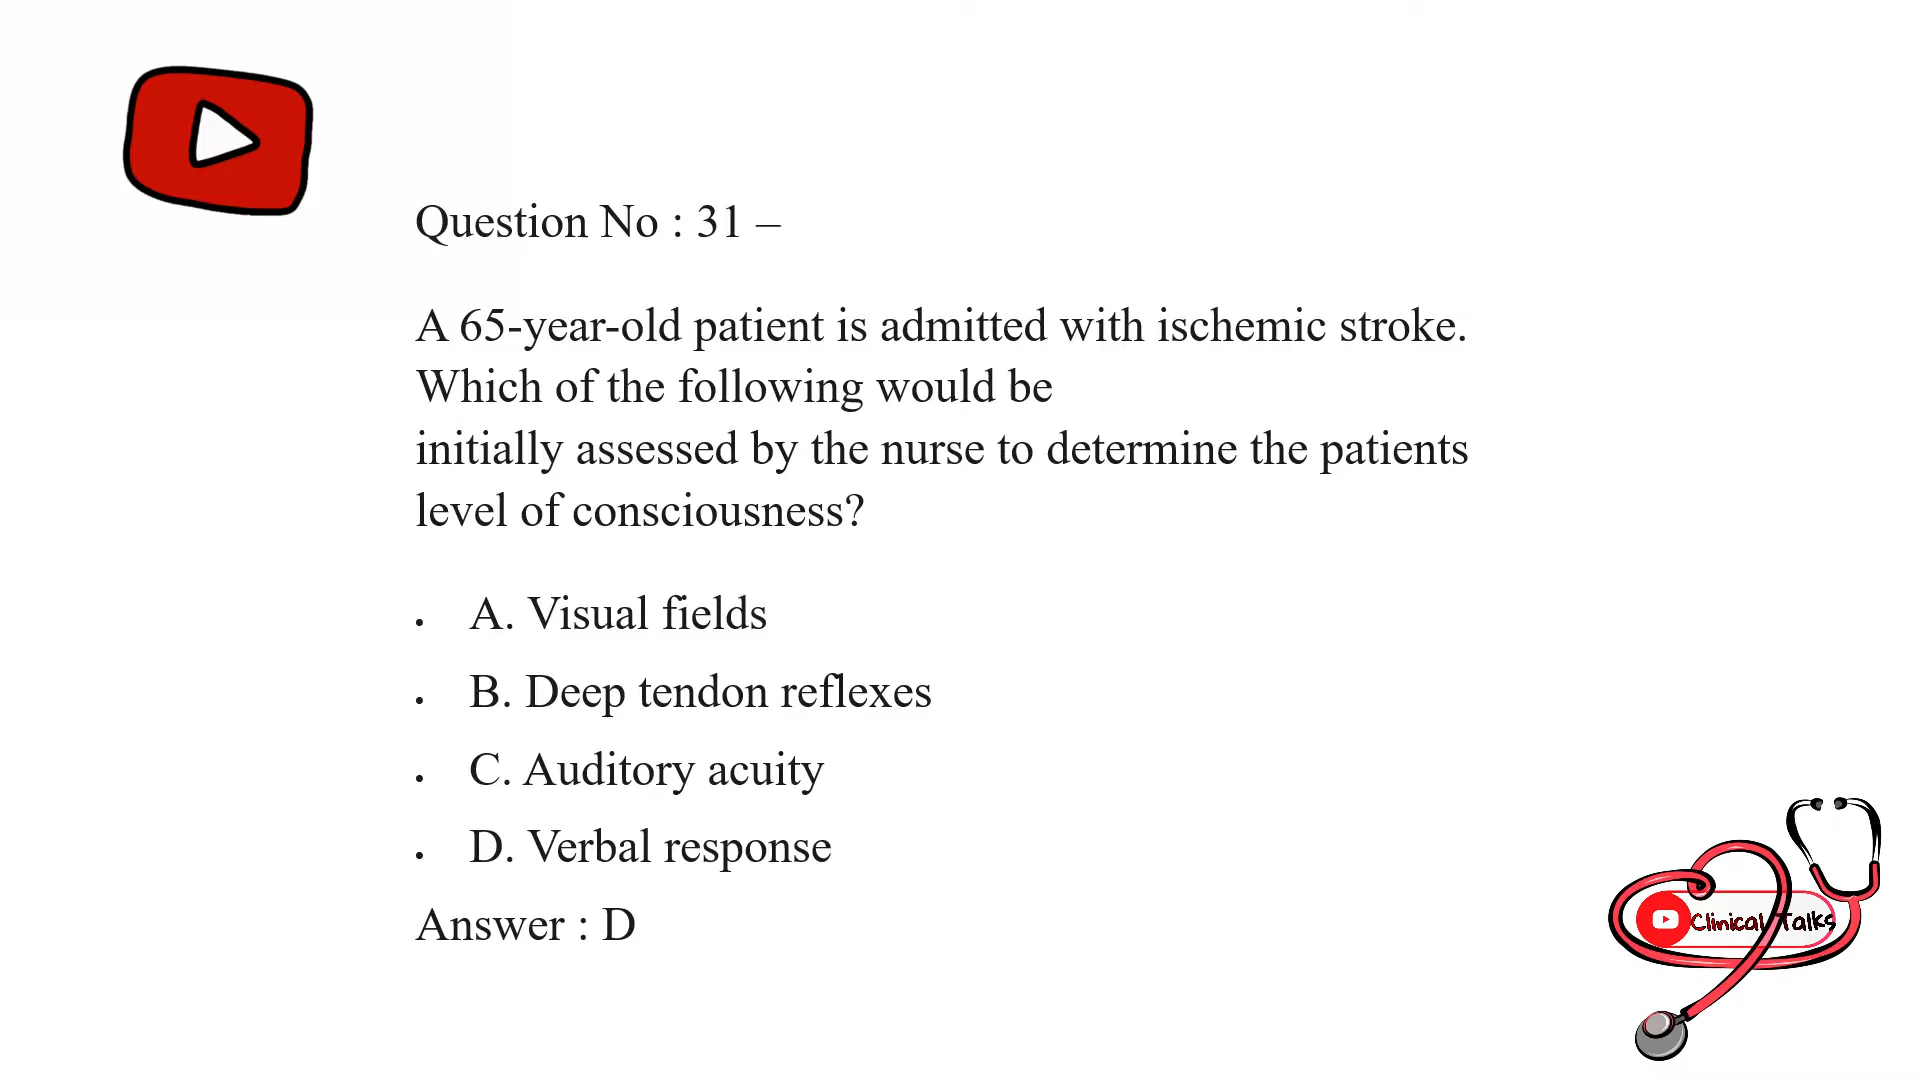 Question No : 31 –
A 65-year-old patient is admitted with ischemic stroke.
Which of the following would be
initially assessed by the nurse to determine the patients
level of consciousness?
• A. Visual fields
• B. Deep tendon reflexes
• C. Auditory acuity
• D. Verbal response
Answer : D
Clinical Talks